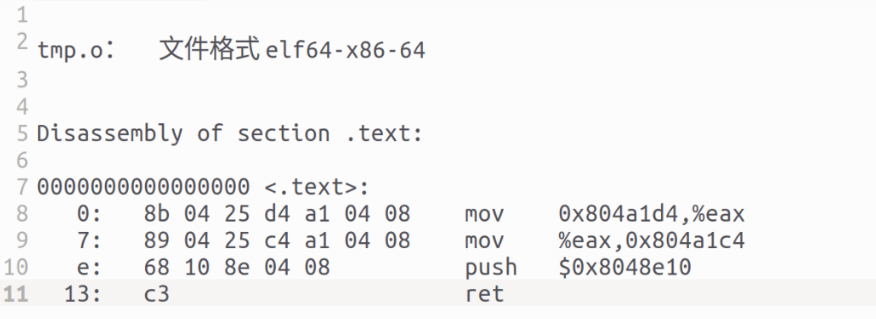 1
2 tmp.o:     文件格式 elf64-x86-64
3
4
5 Disassembly of section .text:
6
7 0000000000000000 <.text>:
8    0:   8b 04 25 d4 a1 04 08    mov    0x804a1d4,%eax
9    7:   89 04 25 c4 a1 04 08    mov    %eax,0x804a1c4
10    e:   68 10 8e 04 08          push   $0x8048e10
11   13:   c3                      ret